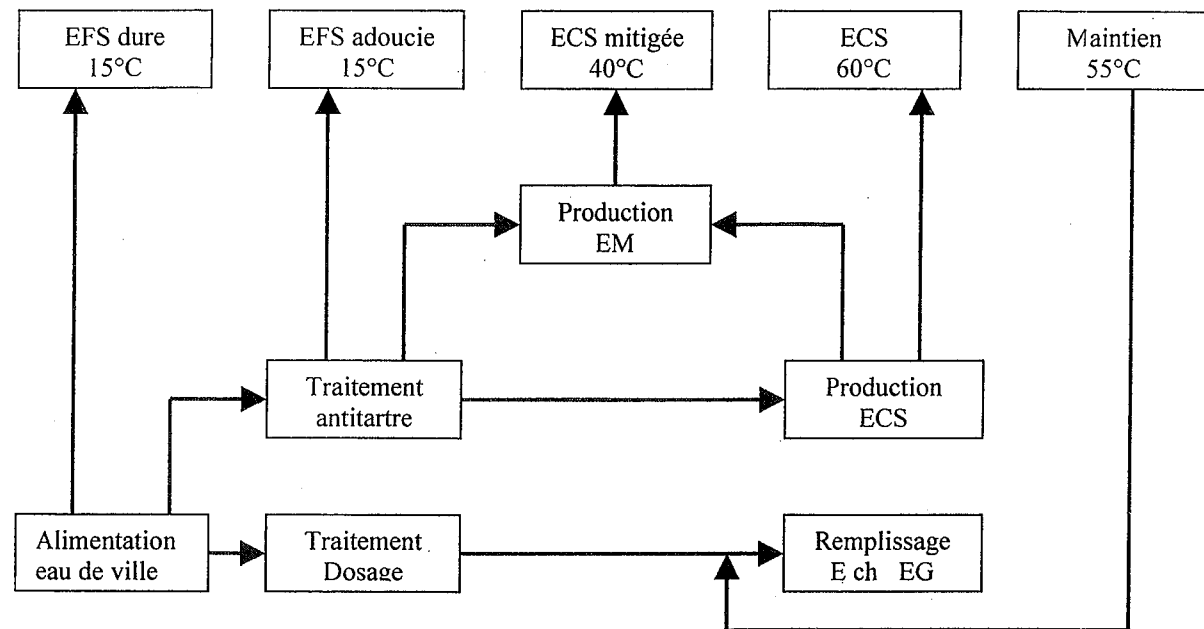 EFS dure
15°C
EFS adoucie
15°C
ECS mitigée
40°C
ECS
60°C
Maintien
55°C
Production
EM
Traitement
antitartre
Production
ECS
Alimentation
eau de ville
Traitement
Dosage
Remplissage
E ch EG